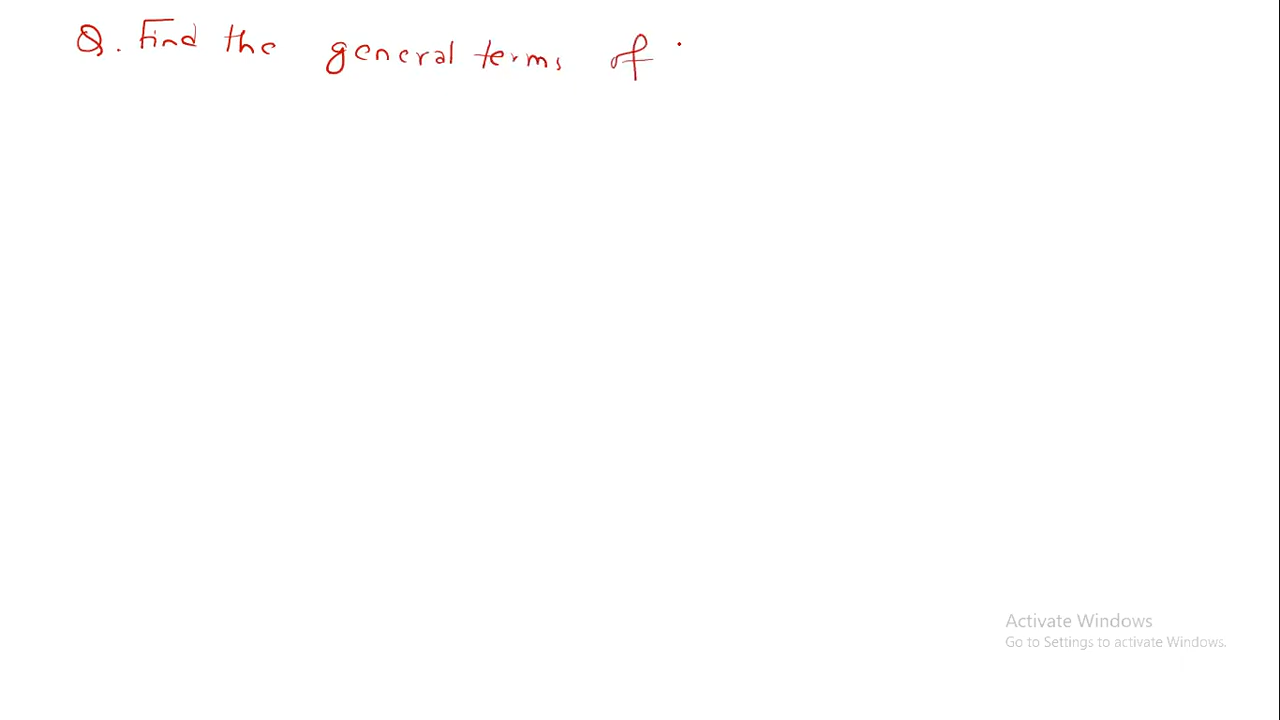 Q. Find the general terms of
Activate Windows
Go to Settings to activate Windows.